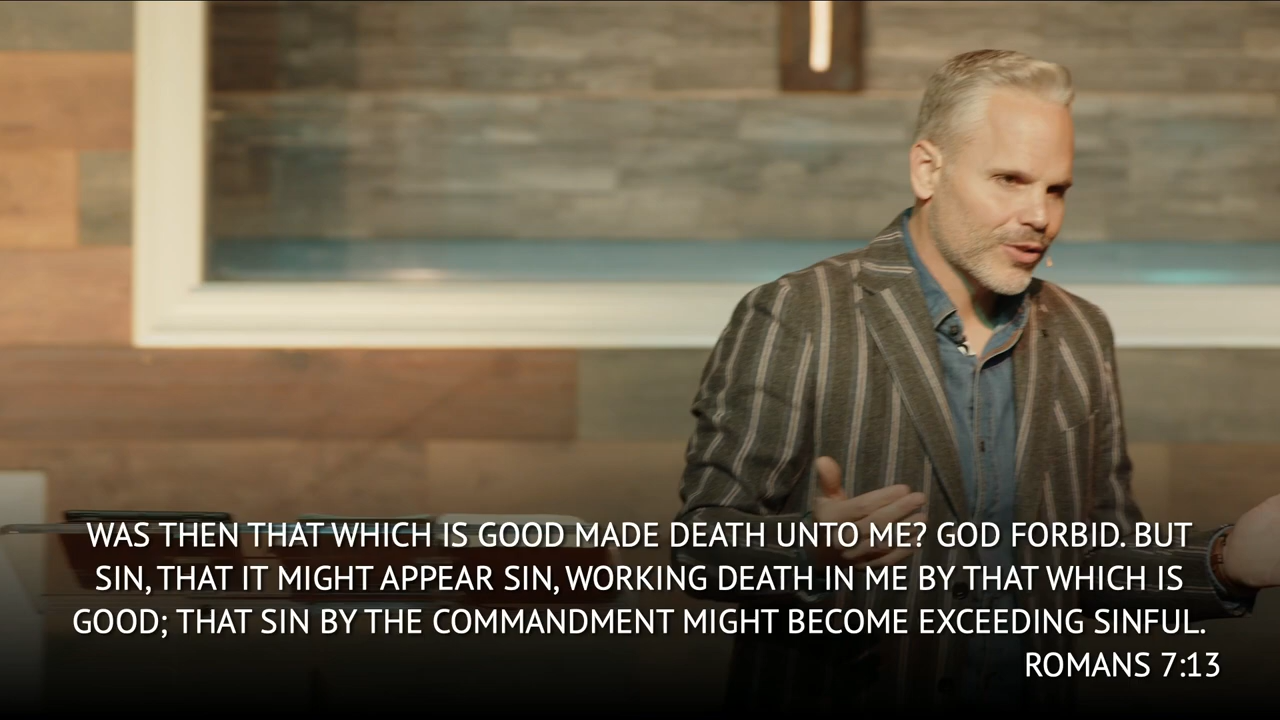 WAS THEN THAT WHICH IS GOOD MADE DEATH UNTO ME? GOD FORBID. BUT
SIN, THAT IT MIGHT APPEAR SIN, WORKING DEATH IN ME BY THAT WHICH IS
GOOD; THAT SIN BY THE COMMANDMENT MIGHT BECOME EXCEEDING SINFUL.
ROMANS 7:13